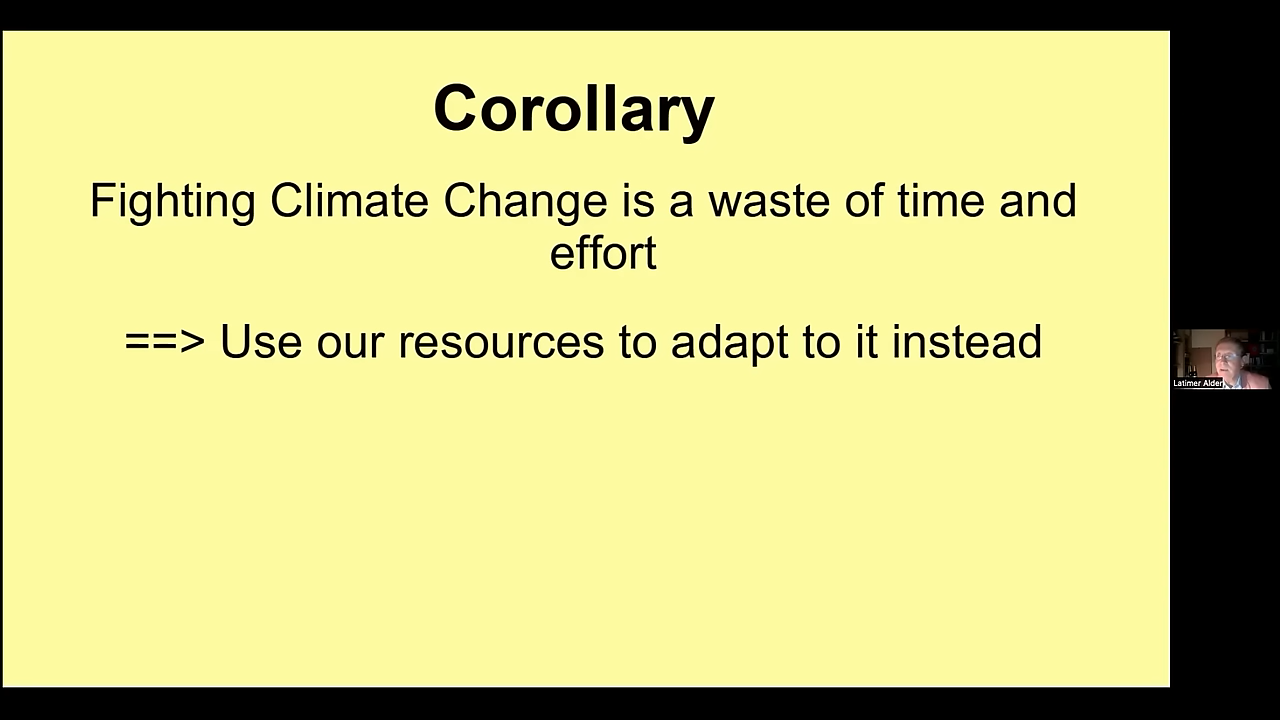 Corollary
Fighting Climate Change is a waste of time and
effort
==> Use our resources to adapt to it instead
Latimer Alder